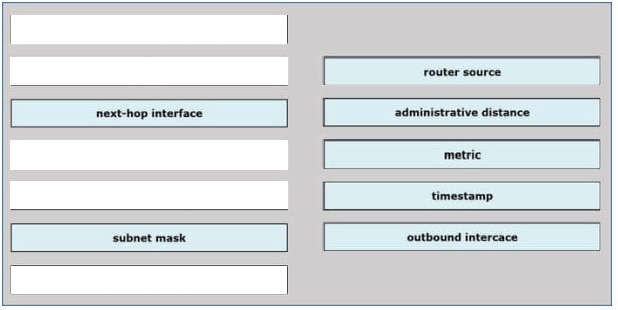 router source
next-hop interface
administrative distance
metric
timestamp
subnet mask
outbound intercace